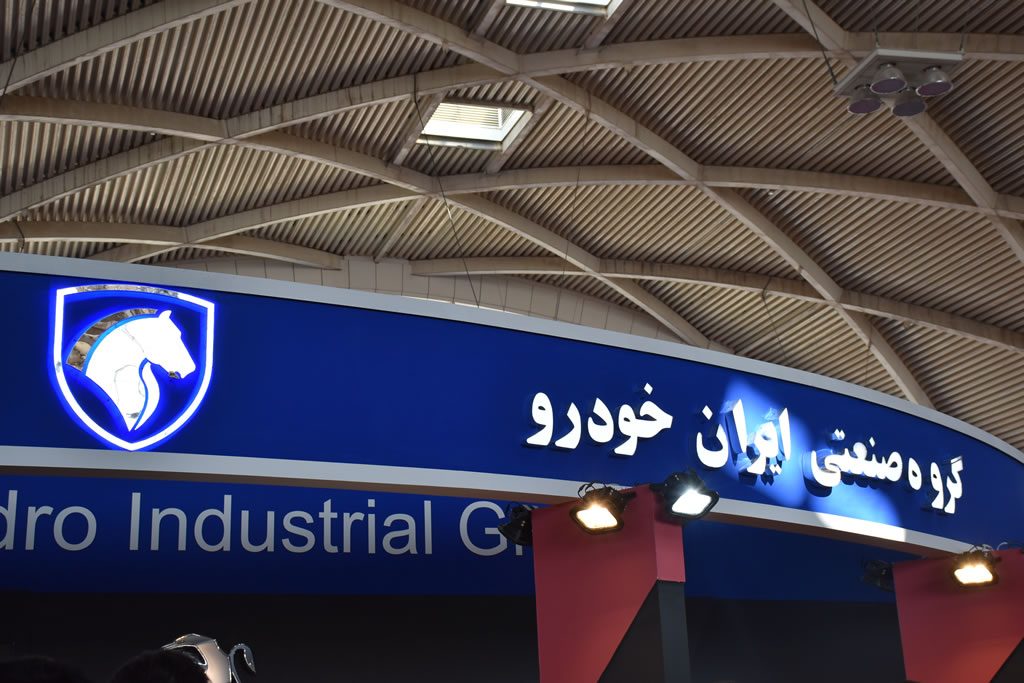 گروه صنعتی ایران خودرو
dro Industrial G